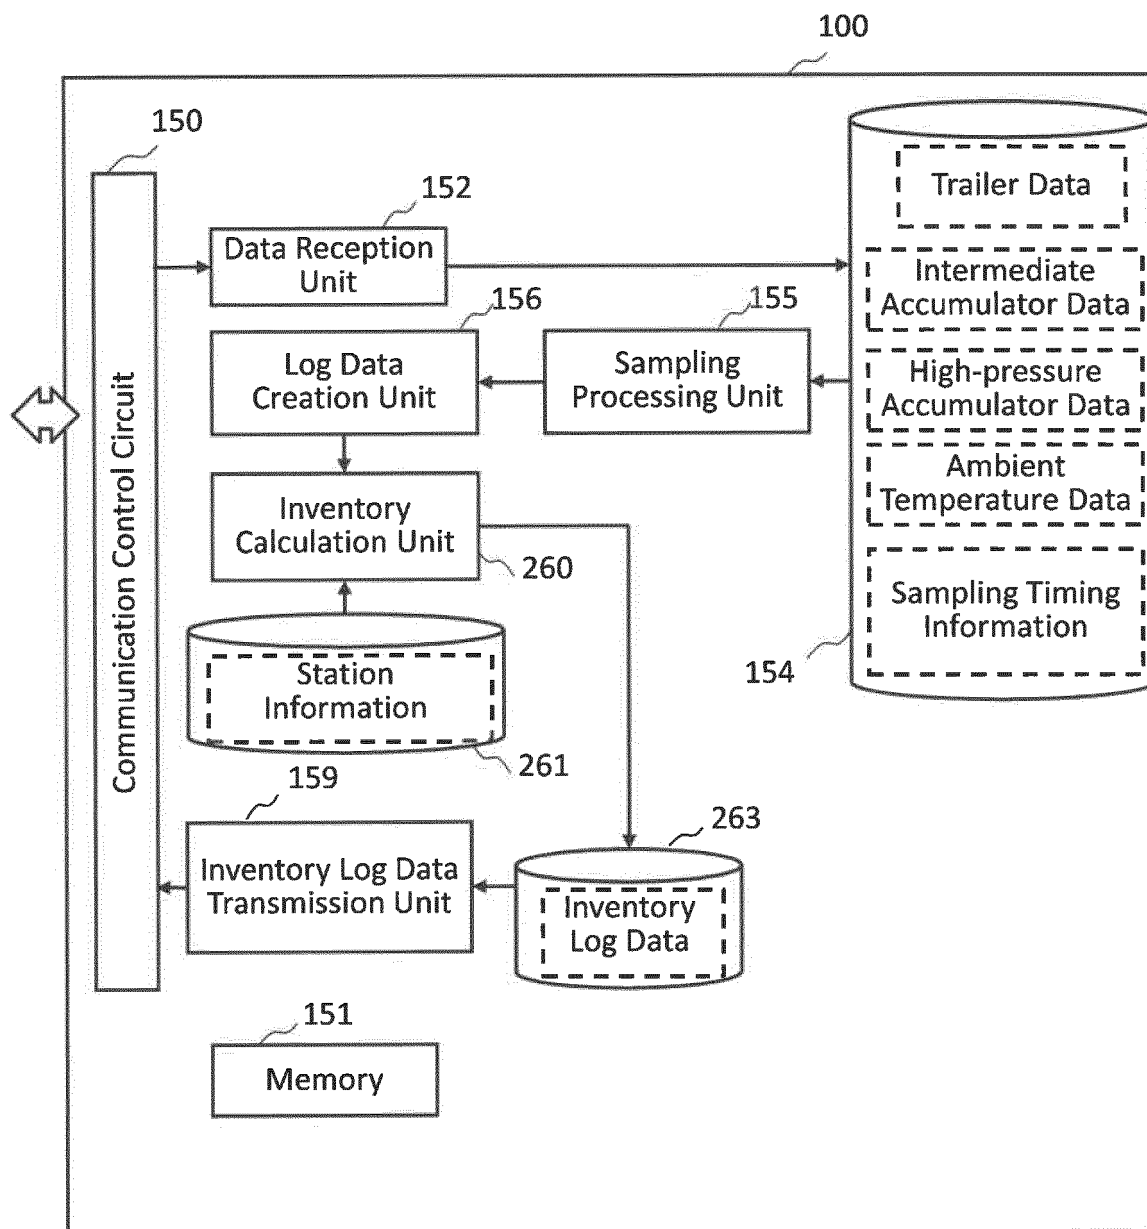 100
150
152
Data Reception
Unit
Trailer Data
Intermediate
Accumulator Data
156
155
Log Data
Creation Unit
Sampling
Processing Unit
High-pressure
Accumulator Data
Communication Control Circuit
Ambient
Temperature Data
Inventory
Calculation Unit
260
Sampling Timing
Information
154
Station
Information
261
159
263
Inventory Log Data
Transmission Unit
Inventory
Log Data
151
Memory